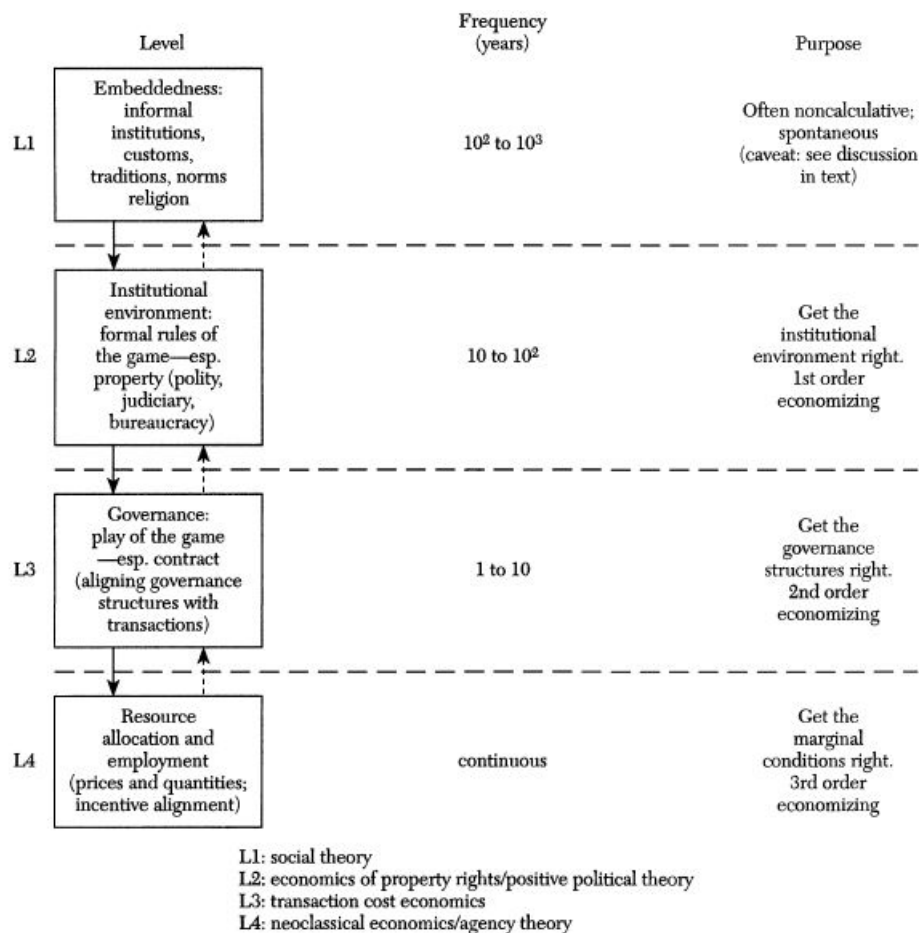 Level
Frequency
(years)
Purpose
L1
Embeddedness:
informal
institutions,
customs,
traditions, norms
religion
10² to 10³
Often noncalculative;
spontaneous
(caveat: see discussion
in text)
L2
Institutional
environment:
formal rules of
the game—esp.
property (polity,
judiciary,
bureaucracy)
10 to 10²
Get the
institutional
environment right.
1st order
economizing
L3
Governance:
play of the game
—esp. contract
(aligning governance
structures with
transactions)
1 to 10
Get the
governance
structures right.
2nd order
economizing
L4
Resource
allocation and
employment
(prices and quantities;
incentive alignment)
continuous
Get the
marginal
conditions right.
3rd order
economizing
L1: social theory
L2: economics of property rights/positive political theory
L3: transaction cost economics
L4: neoclassical economics/agency theory